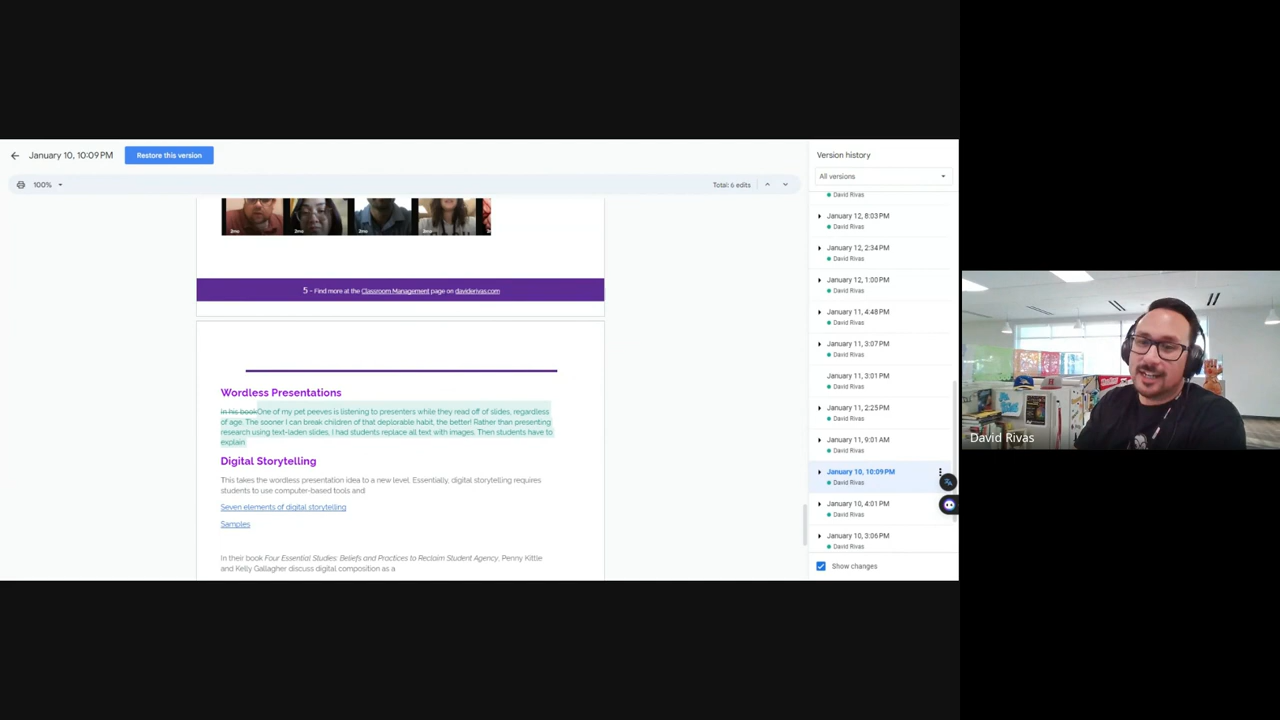 January 10, 10:09 PM
Restore this version
100%
Total: 6 edits
2mo 2mo 2mo 2mo
5 – Find more at the Classroom Management page on daviderivas.com
Wordless Presentations
In his bookOne of my pet peeves is listening to presenters while they read off of slides, regardless
of age. The sooner I can break children of that deplorable habit, the better! Rather than presenting
research using text-laden slides, I had students replace all text with images. Then students have to
explain
Digital Storytelling
This takes the wordless presentation idea to a new level. Essentially, digital storytelling requires
students to use computer-based tools and
Seven elements of digital storytelling
Samples
In their book Four Essential Studies: Beliefs and Practices to Reclaim Student Agency, Penny Kittle
and Kelly Gallagher discuss digital composition as a
Version history
All versions
David Rivas
January 12, 8:03 PM
David Rivas
January 12, 2:34 PM
David Rivas
January 12, 1:00 PM
David Rivas
January 11, 4:48 PM
David Rivas
January 11, 3:07 PM
David Rivas
January 11, 3:01 PM
David Rivas
January 11, 2:25 PM
David Rivas
January 11, 9:01 AM
David Rivas
January 10, 10:09 PM
David Rivas
January 10, 4:01 PM
David Rivas
January 10, 3:06 PM
David Rivas
Show changes
David Rivas